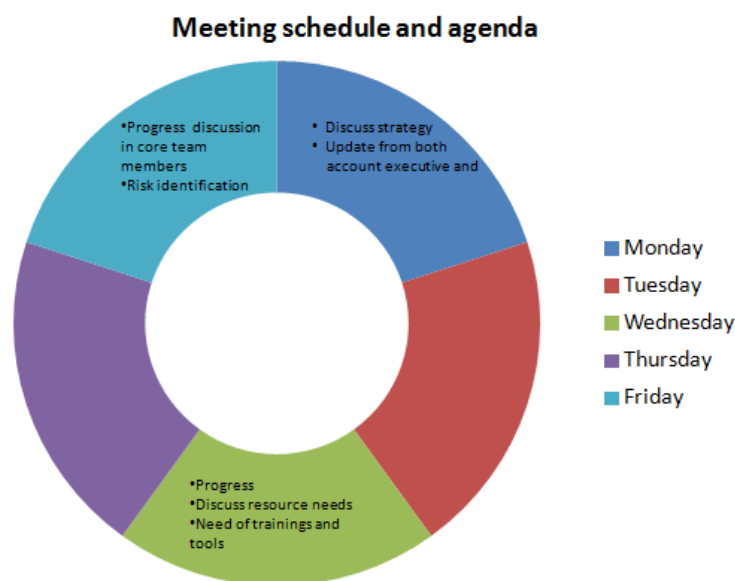 Meeting schedule and agenda
•Progress discussion
in core team
members
•Risk identification
• Discuss strategy
• Update from both
account executive and
•Progress
•Discuss resource needs
•Need of trainings and
tools
Monday
Tuesday
Wednesday
Thursday
Friday